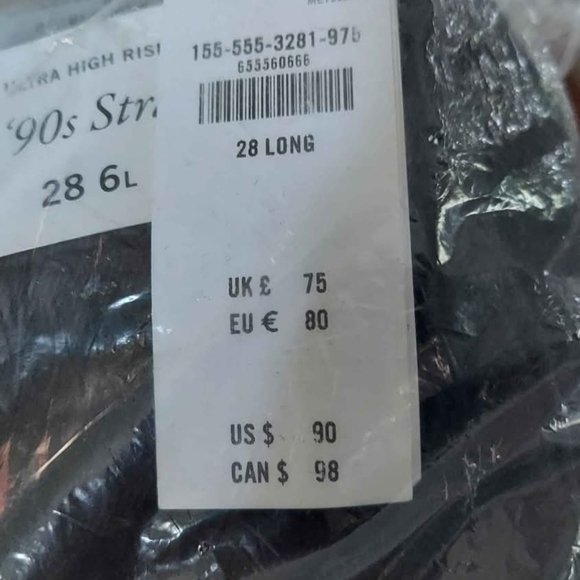 ULTRA HIGH RISE
'90s Stra
28 6L
155-555-3281-975
655560666
28 LONG
UK £ 75
EU € 80
US $ 90
CAN $ 98